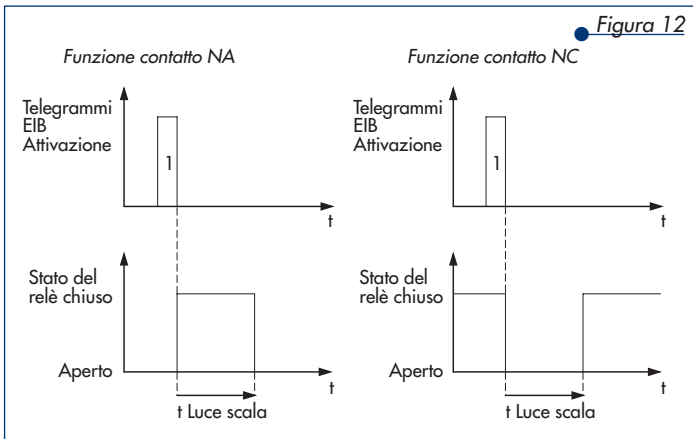 Figura 12
Funzione contatto NA
Telegrammi
EIB
Attivazione
1
t
Stato del
relè chiuso
Aperto
t
t Luce scala
Funzione contatto NC
Telegrammi
EIB
Attivazione
1
t
Stato del
relè chiuso
Aperto
t
t Luce scala